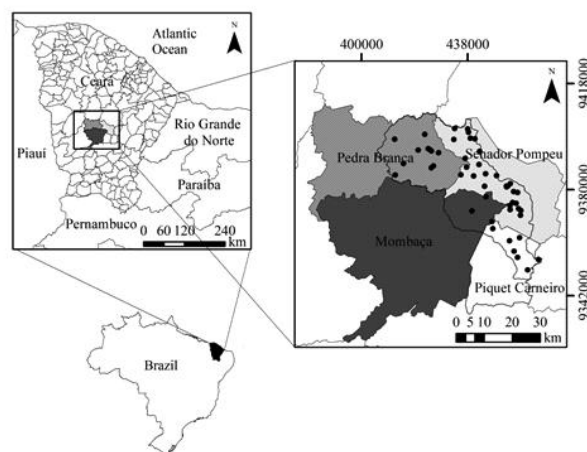 N
Atlantic
Ocean
Ceará
Rio Grande
do Norte
Piauí
Paraíba
Pernambuco
0 60 120 240
km
Brazil
400000 438000
N
9418000
9380000
9342000
Pedra Branca
Senador Pompeu
Mombaça
Piquet Carneiro
0 5 10 20 30
km